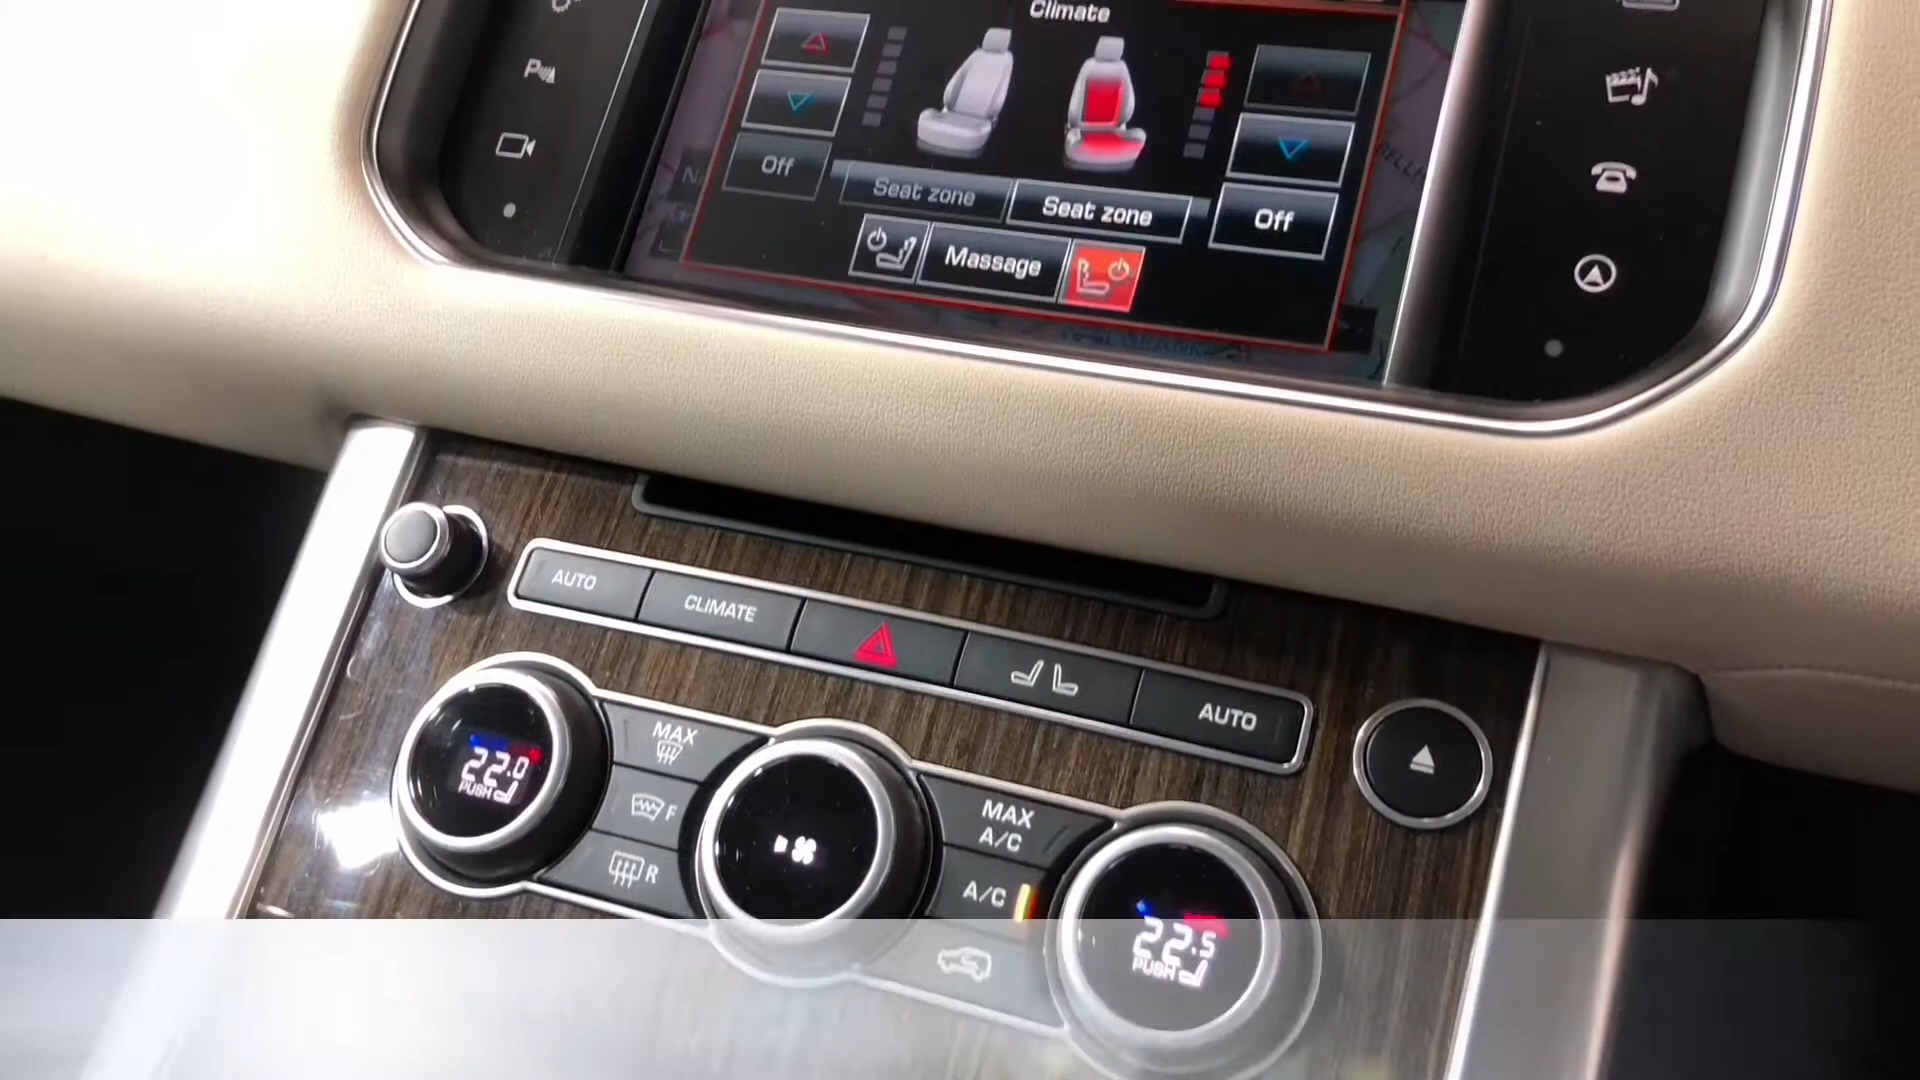 Climate
P
Off
Seat zone
Seat zone
Off
Massage
AUTO
CLIMATE
AUTO
MAX
22.0
PUSH
F
R
MAX
A/C
A/C
22.5
PUSH